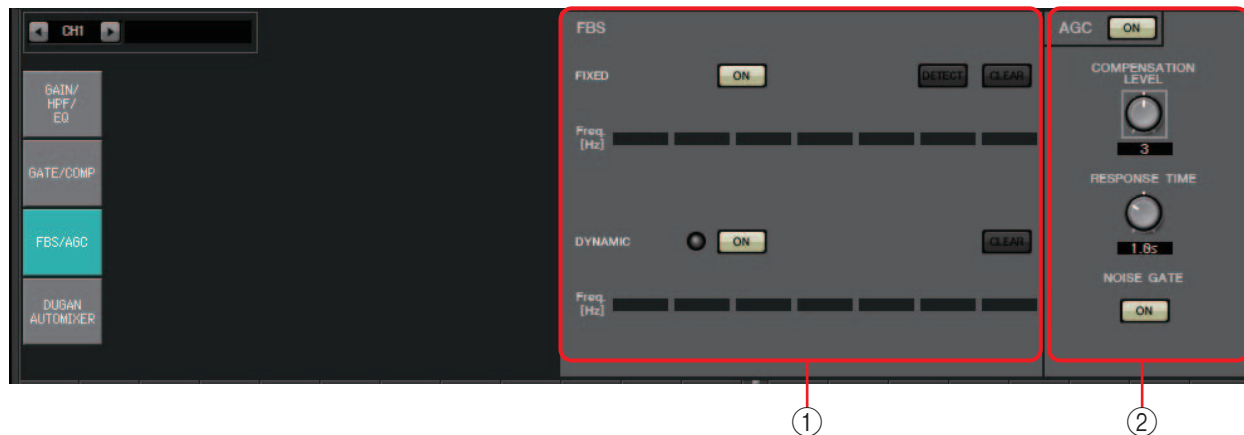 CH1
GAIN/
HPF/
EQ
GATE/COMP
FBS/AGC
DUGAN
AUTOMIXER
FBS
FIXED ON DETECT CLEAR
Freq.
[Hz]
DYNAMIC ON CLEAR
Freq.
[Hz]
AGC ON
COMPENSATION
LEVEL
3
RESPONSE TIME
1.0s
NOISE GATE
ON
① ②